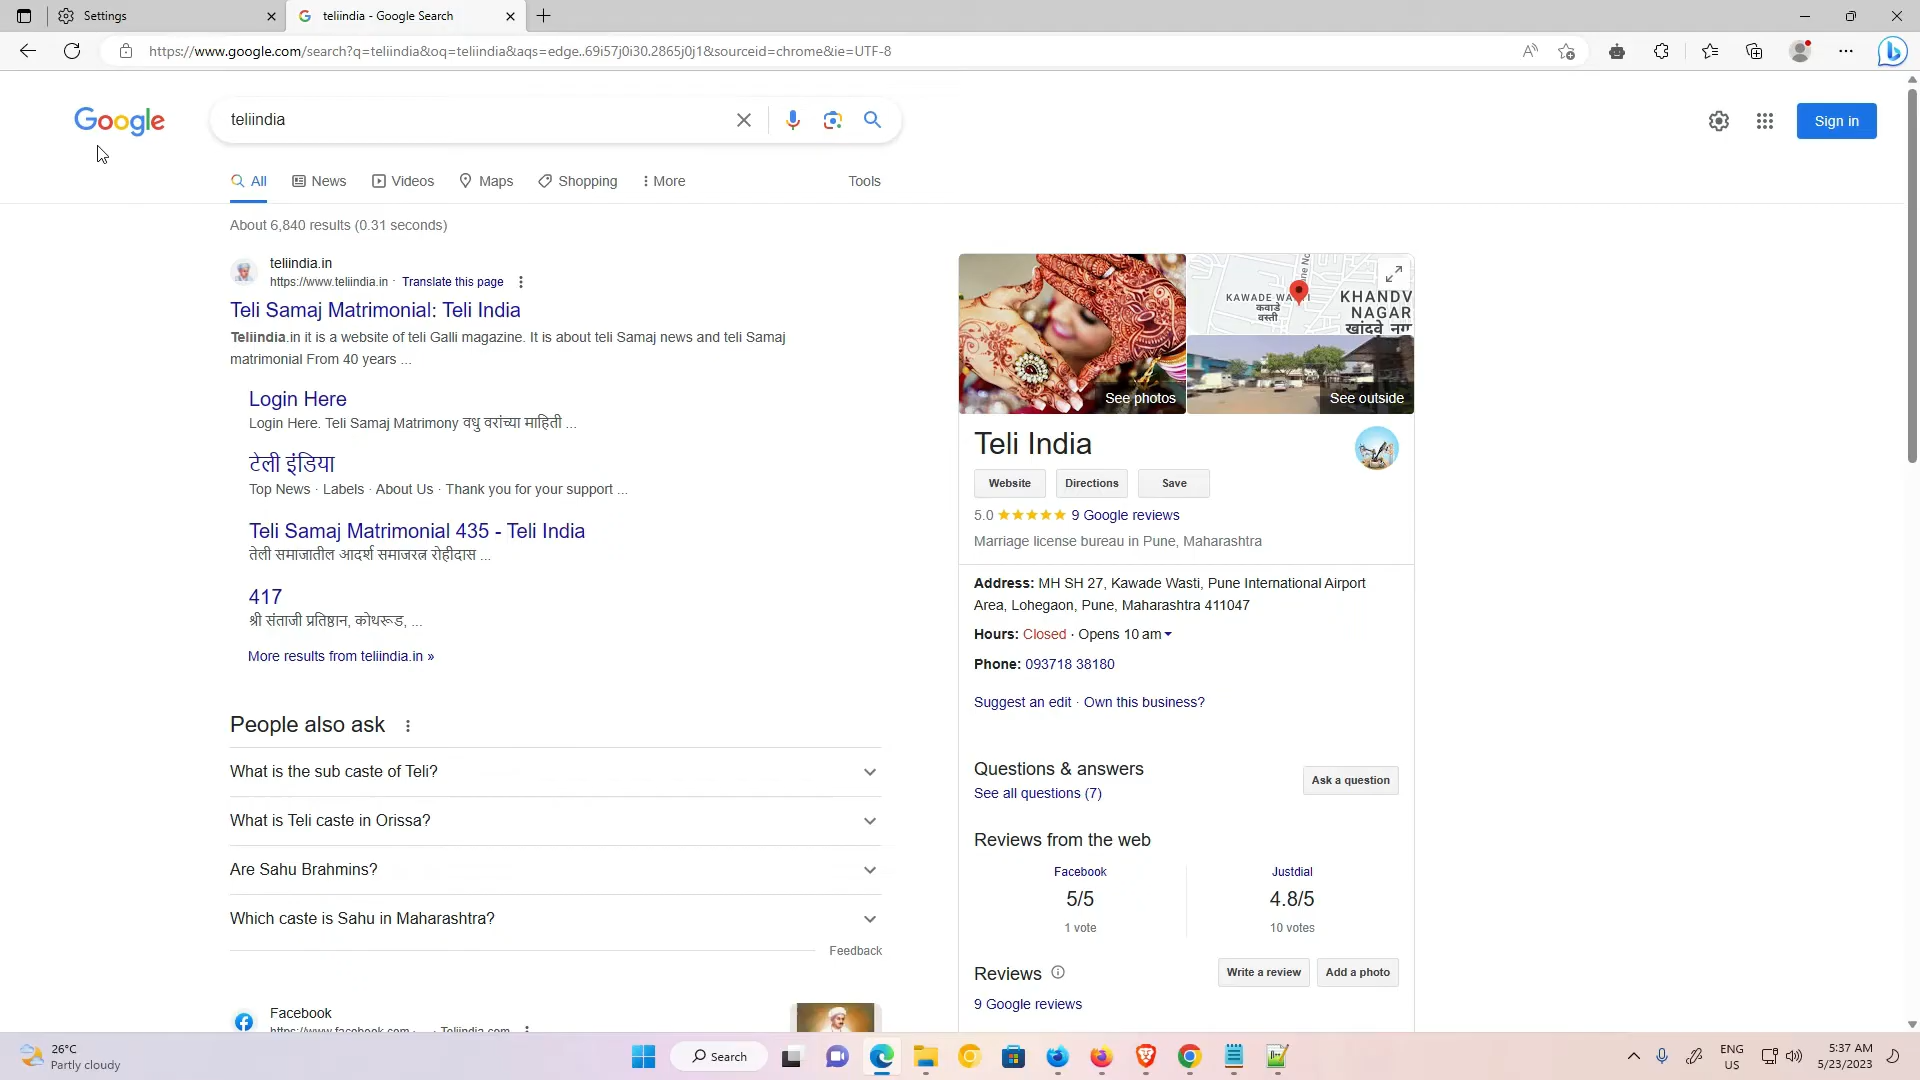 Settings
teliindia - Google Search
https://www.google.com/search?q=teliindia&oq=teliindia&aqs=edge..69i57j0i30.2865j0j1&sourceid=chrome&ie=UTF-8
Google
teliindia
Sign in
All
News
Videos
Maps
Shopping
More
Tools
About 6,840 results (0.31 seconds)
teliindia.in
https://www.teliindia.in · Translate this page
Teli Samaj Matrimonial: Teli India
Teliindia.in it is a website of teli Galli magazine. It is about teli Samaj news and teli Samaj
matrimonial From 40 years ...
Login Here
Login Here. Teli Samaj Matrimony वधु वरांच्या माहिती ...
टेली इंडिया
Top News · Labels · About Us · Thank you for your support ...
Teli Samaj Matrimonial 435 - Teli India
तेली समाजातील आदर्श समाजरत्न रोहीदास ...
417
श्री संताजी प्रतिष्ठान, कोथरूड, ...
More results from teliindia.in »
People also ask
What is the sub caste of Teli?
What is Teli caste in Orissa?
Are Sahu Brahmins?
Which caste is Sahu in Maharashtra?
Feedback
Facebook
https://www.facebook.com › ... › Teliindia.com
KAWADE WASTI
कवाडे
वस्ती
KHANDV
NAGAR
खांदवे नग
See photos
See outside
Teli India
Website
Directions
Save
5.0 ★★★★★ 9 Google reviews
Marriage license bureau in Pune, Maharashtra
Address: MH SH 27, Kawade Wasti, Pune International Airport
Area, Lohegaon, Pune, Maharashtra 411047
Hours: Closed · Opens 10 am
Phone: 093718 38180
Suggest an edit · Own this business?
Questions & answers
See all questions (7)
Ask a question
Reviews from the web
Facebook
5/5
1 vote
Justdial
4.8/5
10 votes
Reviews
Write a review
Add a photo
9 Google reviews
26°C
Partly cloudy
Search
ENG
US
5:37 AM
5/23/2023